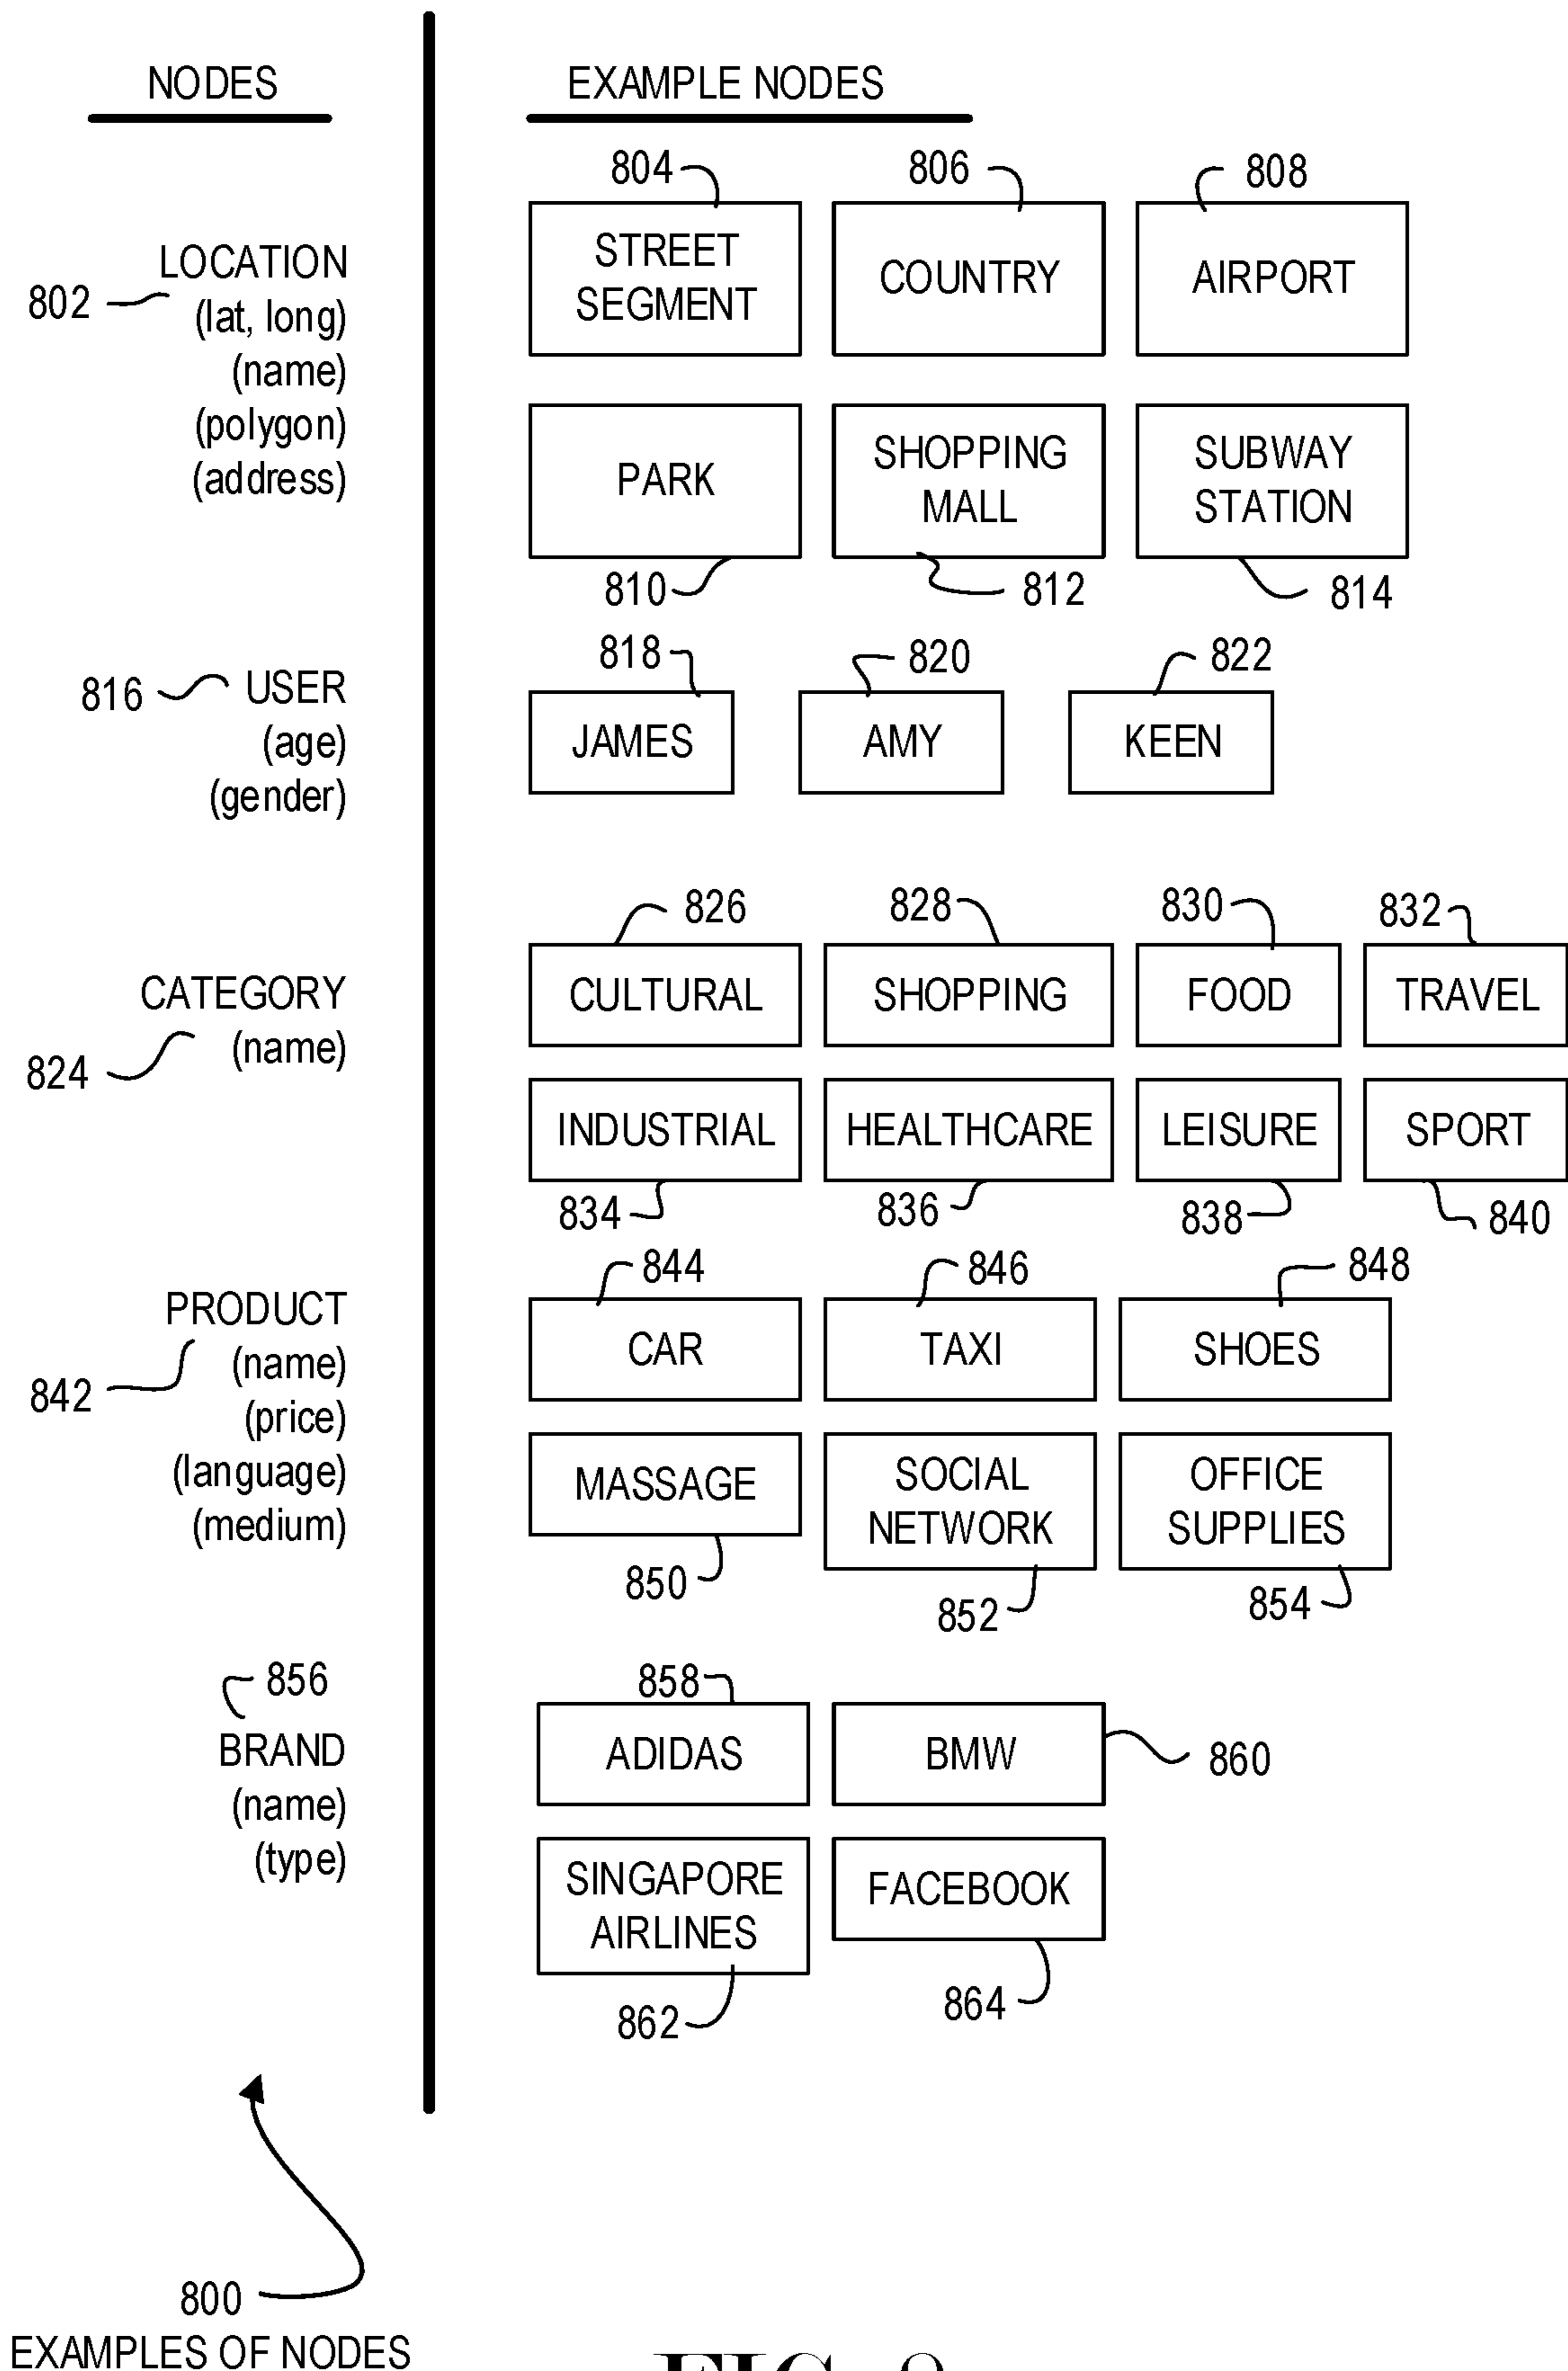 NODES
EXAMPLE NODES
804
806
808
STREET
SEGMENT
COUNTRY
AIRPORT
802
LOCATION
(lat, long)
(name)
(polygon)
(address)
PARK
SHOPPING
MALL
SUBWAY
STATION
810
812
814
816
USER
(age)
(gender)
818
820
822
JAMES
AMY
KEEN
826
828
830
832
CATEGORY
(name)
824
CULTURAL
SHOPPING
FOOD
TRAVEL
INDUSTRIAL
HEALTHCARE
LEISURE
SPORT
834
836
838
840
844
846
848
PRODUCT
(name)
(price)
(language)
(medium)
842
CAR
TAXI
SHOES
MASSAGE
SOCIAL
NETWORK
OFFICE
SUPPLIES
850
852
854
856
BRAND
(name)
(type)
858
ADIDAS
BMW
860
SINGAPORE
AIRLINES
FACEBOOK
862
864
800
EXAMPLES OF NODES